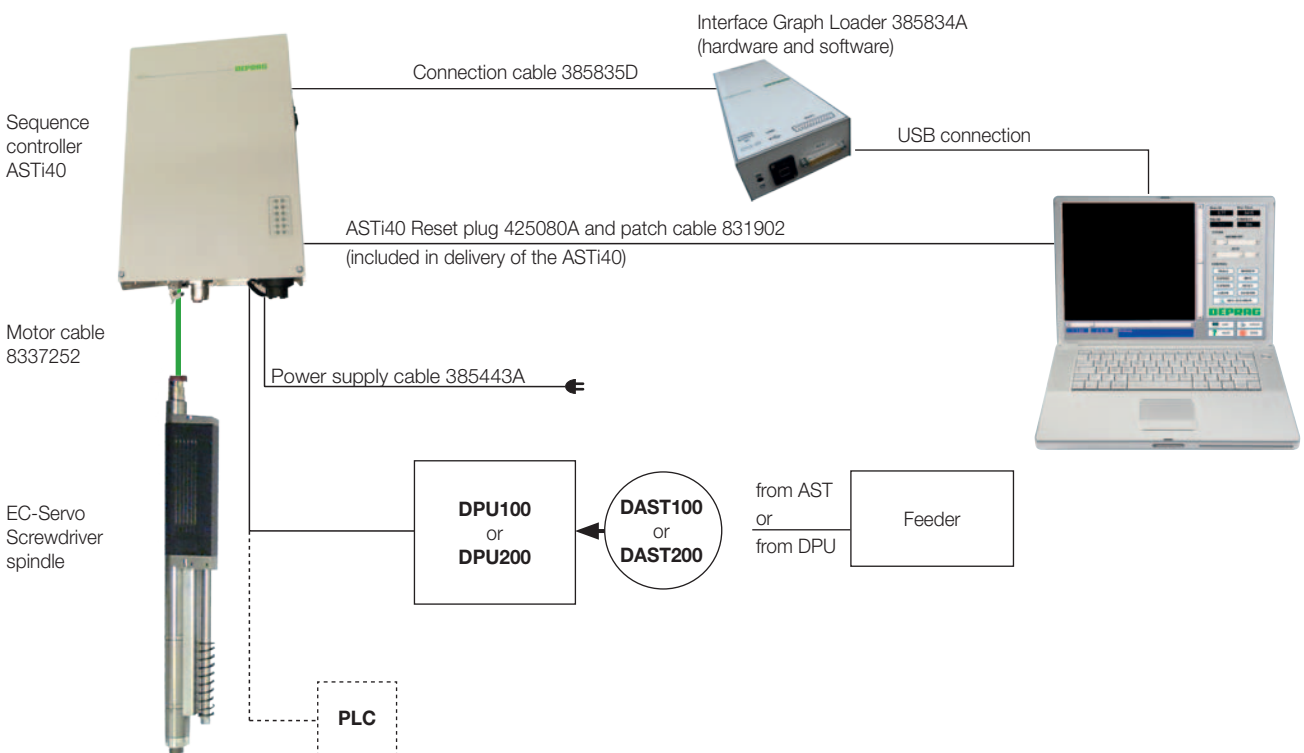 Interface Graph Loader 385834A
(hardware and software)
Connection cable 385835D
DEPRAG
Sequence
controller
ASTi40
USB connection
ASTi40 Reset plug 425080A and patch cable 831902
(included in delivery of the ASTi40)
DEPRAG
Motor cable
8337252
Power supply cable 385443A
EC-Servo
Screwdriver
spindle
DPU100
or
DPU200
DAST100
or
DAST200
from AST
or
from DPU
Feeder
PLC